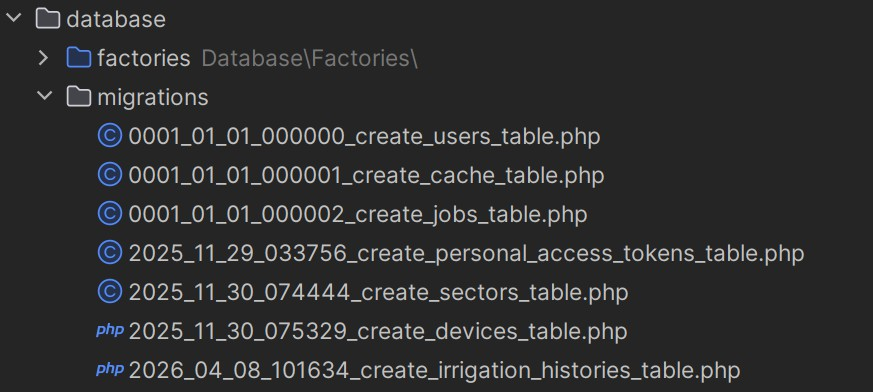 database
factories Database\Factories\
migrations
0001_01_01_000000_create_users_table.php
0001_01_01_000001_create_cache_table.php
0001_01_01_000002_create_jobs_table.php
2025_11_29_033756_create_personal_access_tokens_table.php
2025_11_30_074444_create_sectors_table.php
php 2025_11_30_075329_create_devices_table.php
php 2026_04_08_101634_create_irrigation_histories_table.php